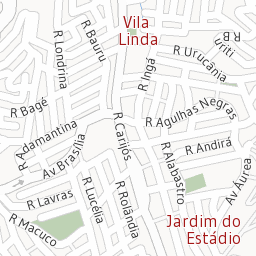 Vila
Linda
R Londrina
R Bauru
R B
Uriti
R Urucânia
R Ingá
R Bagé
R Agulhas Negras
R Adamantina
R Carijós
R Andirá
Av Brasília
R Alabastro
Av Áurea
R Lavras
R Lucélia
R Rolândia
R Macuco
Jardim do
Estádio